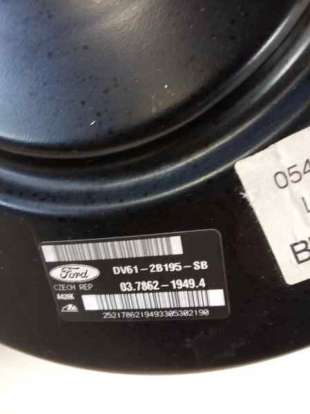 Ford
DV61-2B195-SB
CZECH REP
03.7862-1949.4
2521786219493305302190
054
L
B